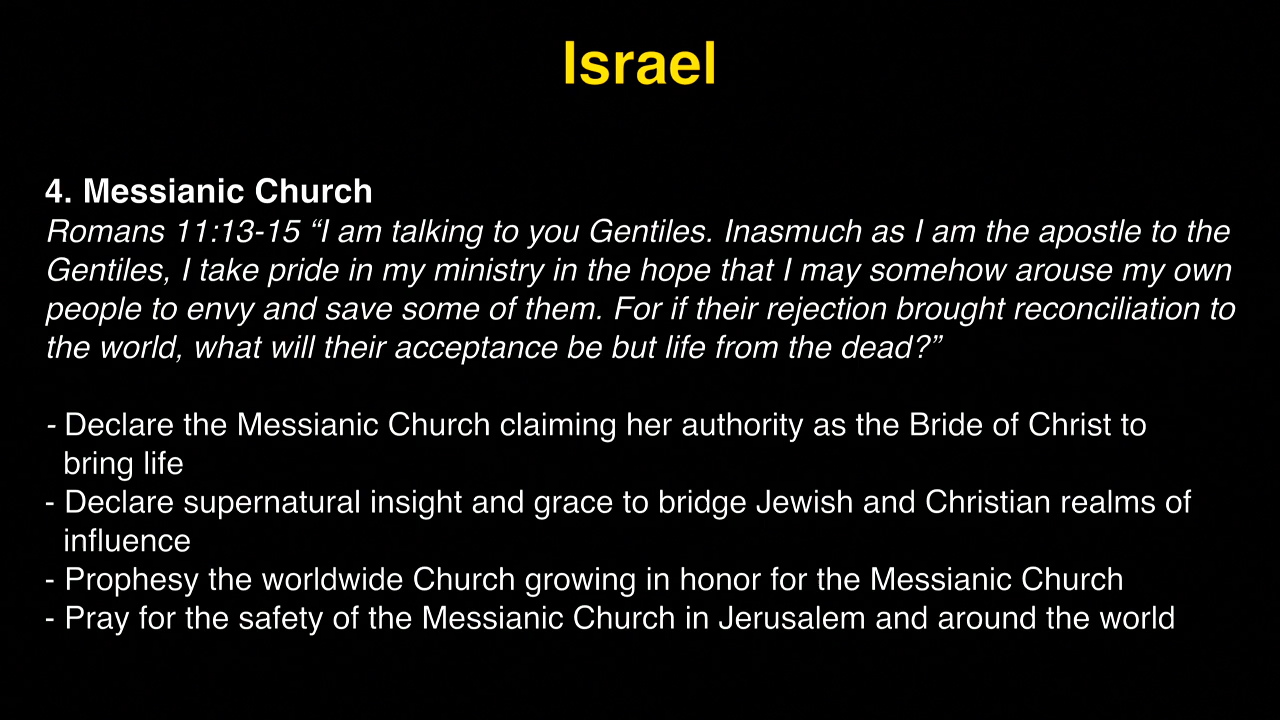 Israel
4. Messianic Church
Romans 11:13-15 “I am talking to you Gentiles. Inasmuch as I am the apostle to the
Gentiles, I take pride in my ministry in the hope that I may somehow arouse my own
people to envy and save some of them. For if their rejection brought reconciliation to
the world, what will their acceptance be but life from the dead?”
- Declare the Messianic Church claiming her authority as the Bride of Christ to
bring life
- Declare supernatural insight and grace to bridge Jewish and Christian realms of
influence
- Prophesy the worldwide Church growing in honor for the Messianic Church
- Pray for the safety of the Messianic Church in Jerusalem and around the world